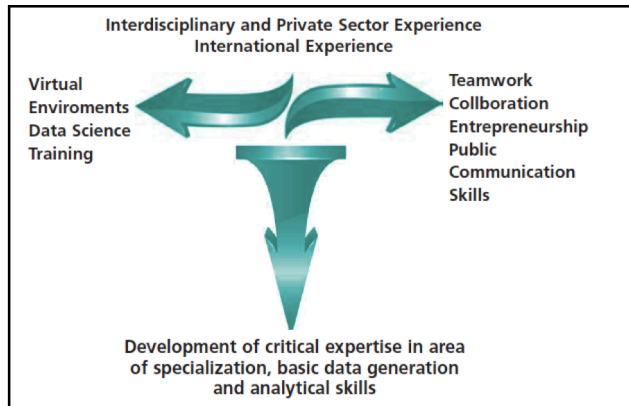 Interdisciplinary and Private Sector Experience
International Experience
Virtual
Enviroments
Data Science
Training
Teamwork
Collboration
Entrepreneurship
Public
Communication
Skills
Development of critical expertise in area
of specialization, basic data generation
and analytical skills